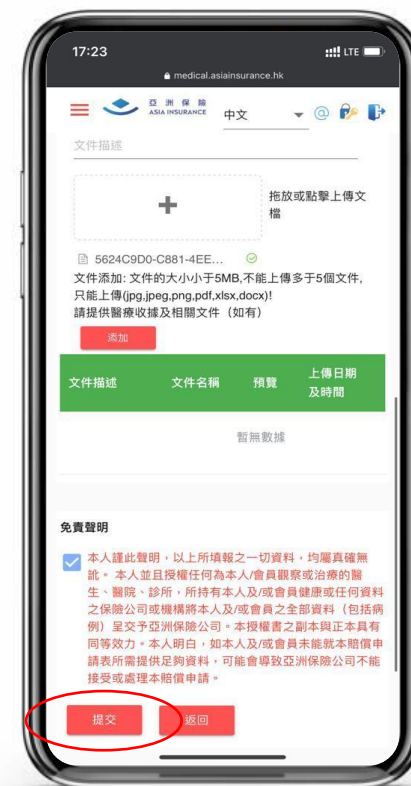 17:23
LTE
medical.asiainsurance.hk
亞洲保險
ASIA INSURANCE
中文
文件描述
拖放或點擊上傳文
檔
5624C9D0-C881-4EE...
文件添加: 文件的大小小于5MB,不能上傳多于5個文件,
只能上傳(jpg,jpeg,png,pdf,xlsx,docx)!
請提供醫療收據及相關文件（如有）
添加
文件描述 文件名稱 預覽 上傳日期
及時間
暫無數據
免責聲明
本人謹此聲明，以上所填報之一切資料，均屬真確無
訛。 本人並且授權任何為本人/會員觀察或治療的醫
生、醫院、診所，所持有本人及/或會員健康或任何資料
之保險公司或機構將本人及/或會員之全部資料（包括病
例）呈交予亞洲保險公司。本授權書之副本與正本具有
同等效力。本人明白，如本人及/或會員未能就本賠償申
請表所需提供足夠資料，可能會導致亞洲保險公司不能
接受或處理本賠償申請。
提交
返回